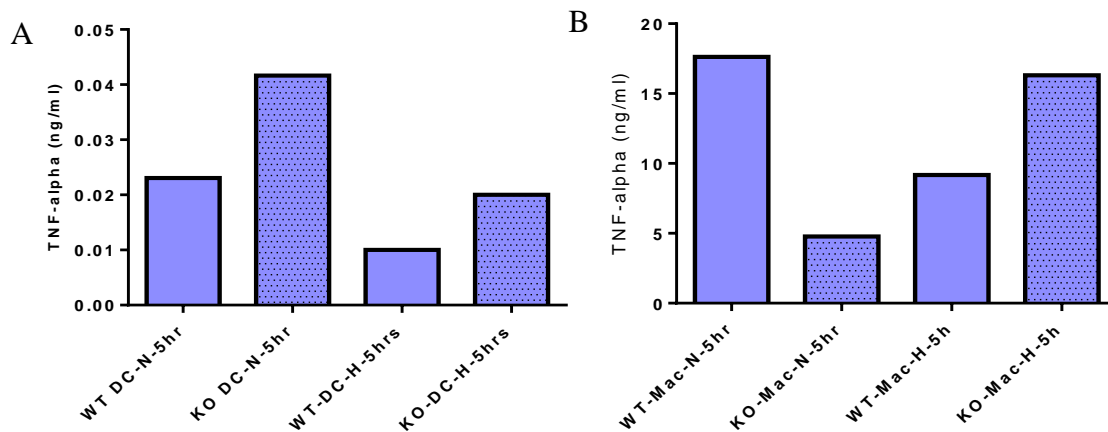 A
TNF-alpha (ng/ml)
0.05
0.04
0.03
0.02
0.01
0.00
WT DC-N-5hr
KO DC-N-5hr
WT-DC-H-5hrs
KO-DC-H-5hrs
B
TNF-alpha (ng/ml)
20
15
10
5
0
WT-Mac-N-5hr
KO-Mac-N-5hr
WT-Mac-H-5h
KO-Mac-H-5h